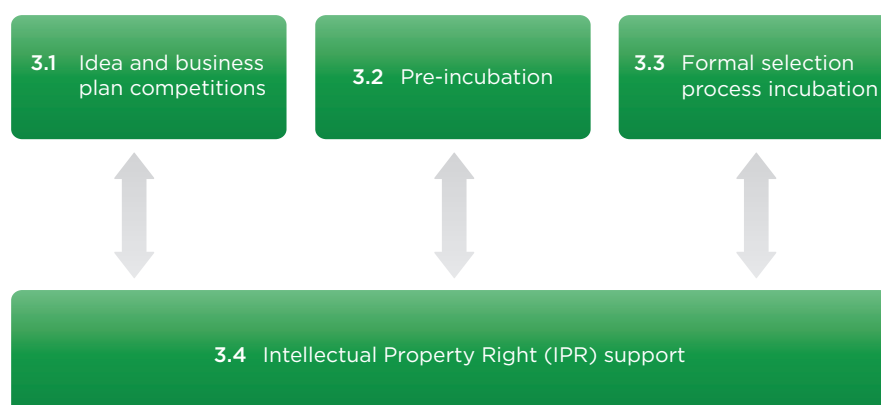 3.1 Idea and business
plan competitions
3.2 Pre-incubation
3.3 Formal selection
process incubation
3.4 Intellectual Property Right (IPR) support